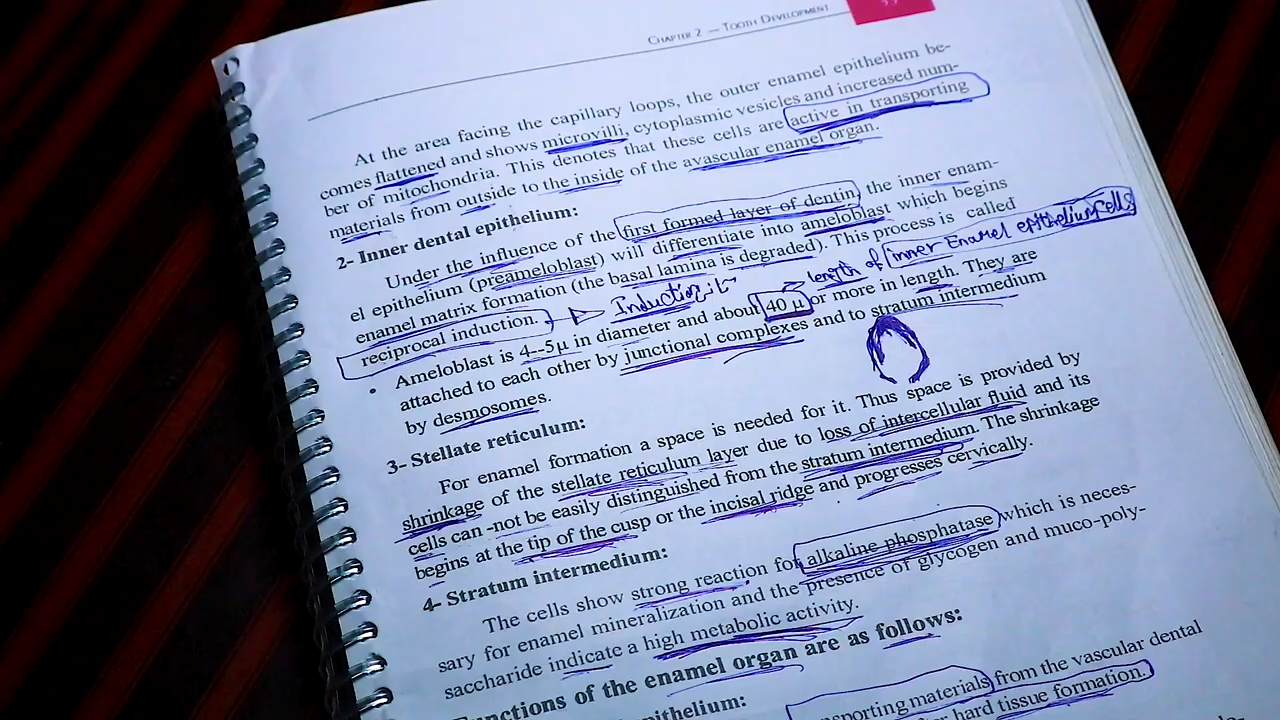 CHAPTER 2 — TOOTH DEVELOPMENT
At the area facing the capillary loops, the outer enamel epithelium be-
comes flattened and shows microvilli, cytoplasmic vesicles and increased num-
ber of mitochondria. This denotes that these cells are active in transporting
materials from outside to the inside of the avascular enamel organ.
2- Inner dental epithelium:
Under the influence of the first formed layer of dentin, the inner enam-
el epithelium (preameloblast) will differentiate into ameloblast which begins
enamel matrix formation (the basal lamina is degraded). This process is called
reciprocal induction.
Induction
length of inner Enamel epithelium cells
• Ameloblast is 4--5μ in diameter and about 40 μ or more in length. They are
attached to each other by junctional complexes and to stratum intermedium
by desmosomes.
3- Stellate reticulum:
For enamel formation a space is needed for it. Thus space is provided by
shrinkage of the stellate reticulum layer due to loss of intercellular fluid and its
cells can -not be easily distinguished from the stratum intermedium. The shrinkage
begins at the tip of the cusp or the incisal ridge and progresses cervically.
4- Stratum intermedium:
The cells show strong reaction for alkaline phosphatase which is neces-
sary for enamel mineralization and the presence of glycogen and muco-poly-
saccharide indicate a high metabolic activity.
unctions of the enamel organ are as follows:
pithelium:
nsporting materials from the vascular dental
hard tissue formation.